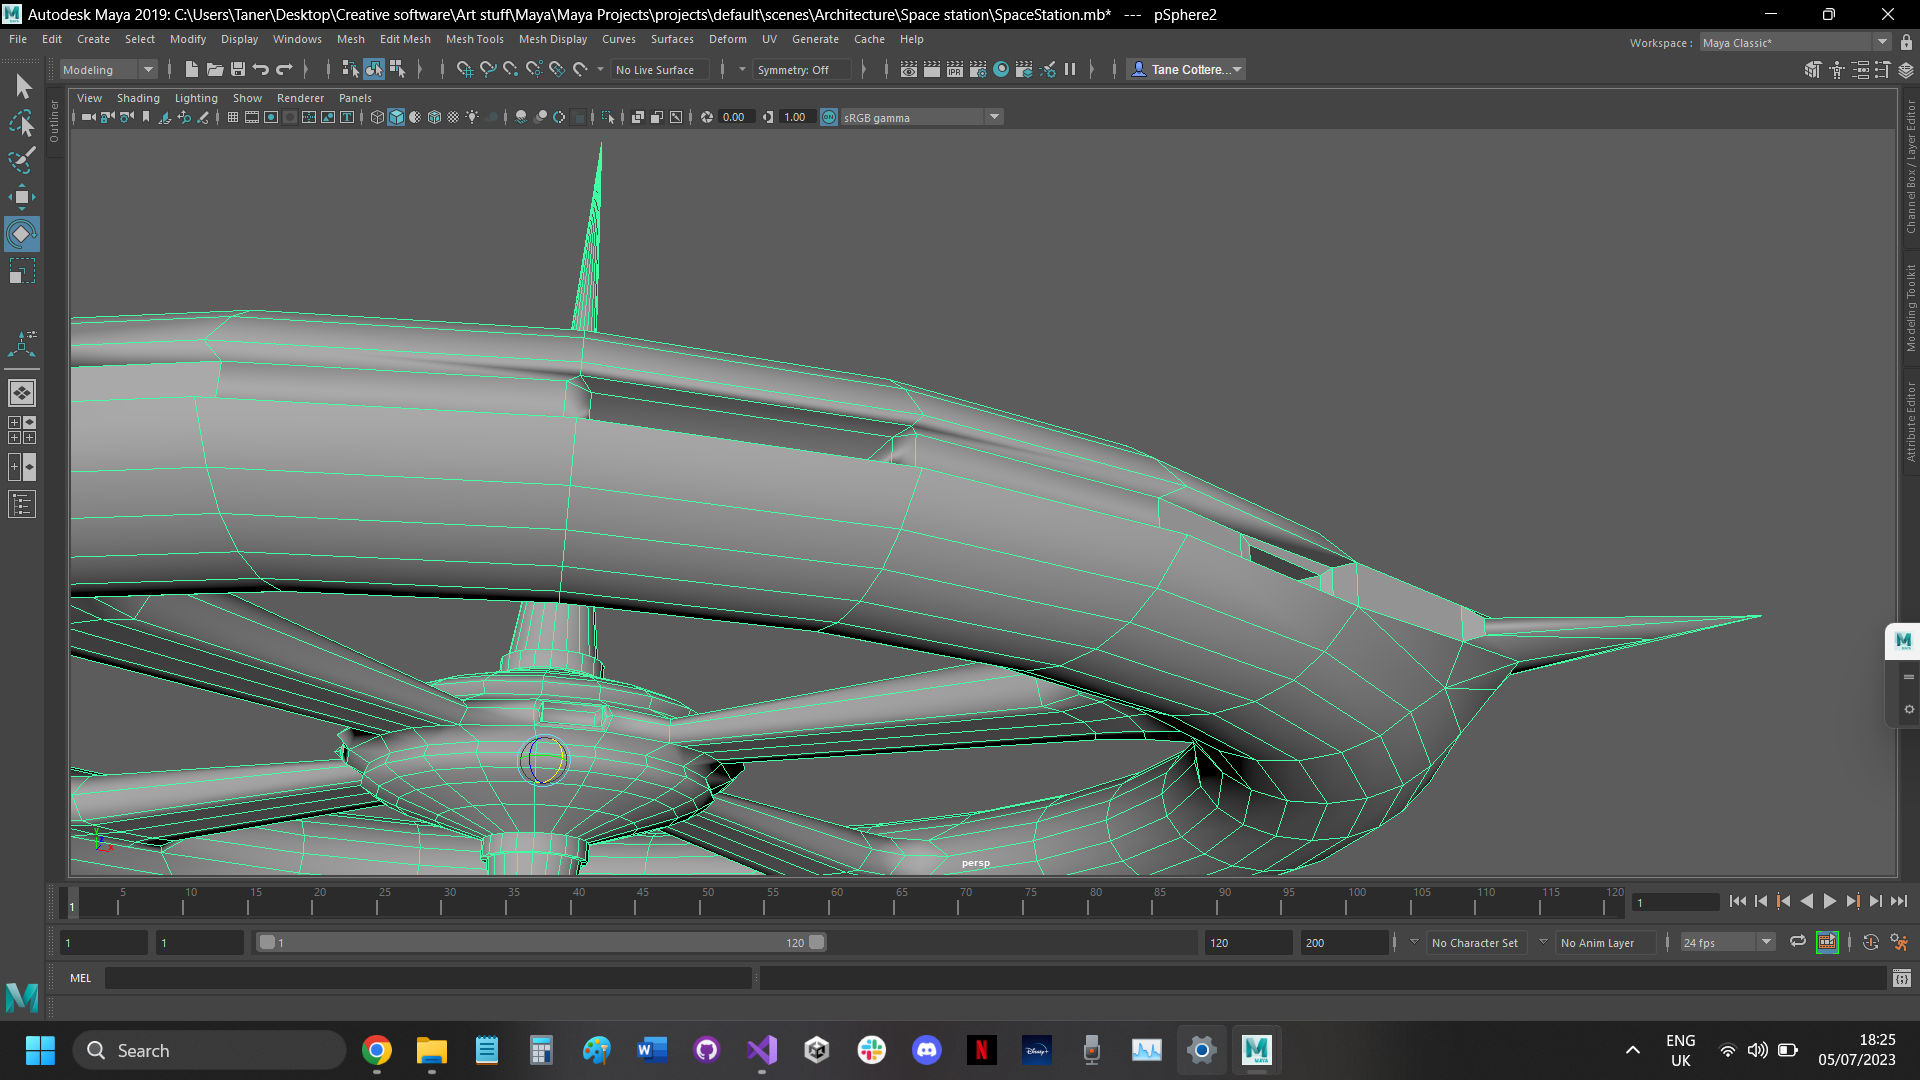 Autodesk Maya 2019: C:\Users\Taner\Desktop\Creative software\Art stuff\Maya\Maya Projects\projects\default\scenes\Architecture\Space station\SpaceStation.mb* --- pSphere2
File Edit Create Select Modify Display Windows Mesh Edit Mesh Mesh Tools Mesh Display Curves Surfaces Deform UV Generate Cache Help
Workspace : Maya Classic*
Modeling
No Live Surface
Symmetry: Off
IPR
Tane Cottere...
View Shading Lighting Show Renderer Panels
0.00
1.00
ON
sRGB gamma
Outliner
Channel Box / Layer Editor
Modeling Toolkit
Attribute Editor
persp
5 10 15 20 25 30 35 40 45 50 55 60 65 70 75 80 85 90 95 100 105 110 115 120
1
1
1
1
1
120
120
200
No Character Set
No Anim Layer
24 fps
MEL
Search
ENG
UK
18:25
05/07/2023